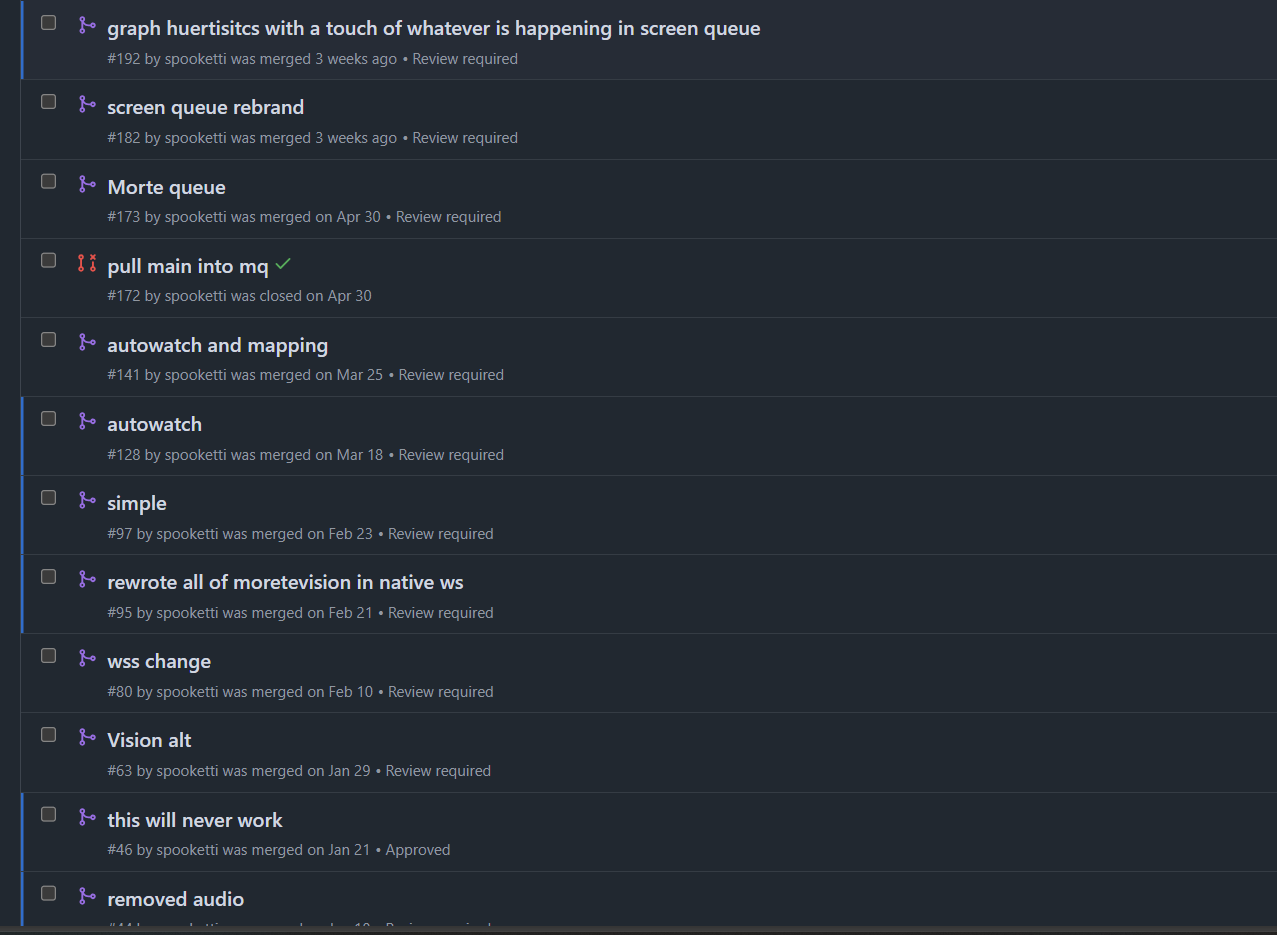 graph huertisitcs with a touch of whatever is happening in screen queue
#192 by spooketti was merged 3 weeks ago • Review required
screen queue rebrand
#182 by spooketti was merged 3 weeks ago • Review required
Morte queue
#173 by spooketti was merged on Apr 30 • Review required
pull main into mq
#172 by spooketti was closed on Apr 30
autowatch and mapping
#141 by spooketti was merged on Mar 25 • Review required
autowatch
#128 by spooketti was merged on Mar 18 • Review required
simple
#97 by spooketti was merged on Feb 23 • Review required
rewrote all of moretevision in native ws
#95 by spooketti was merged on Feb 21 • Review required
wss change
#80 by spooketti was merged on Feb 10 • Review required
Vision alt
#63 by spooketti was merged on Jan 29 • Review required
this will never work
#46 by spooketti was merged on Jan 21 • Approved
removed audio